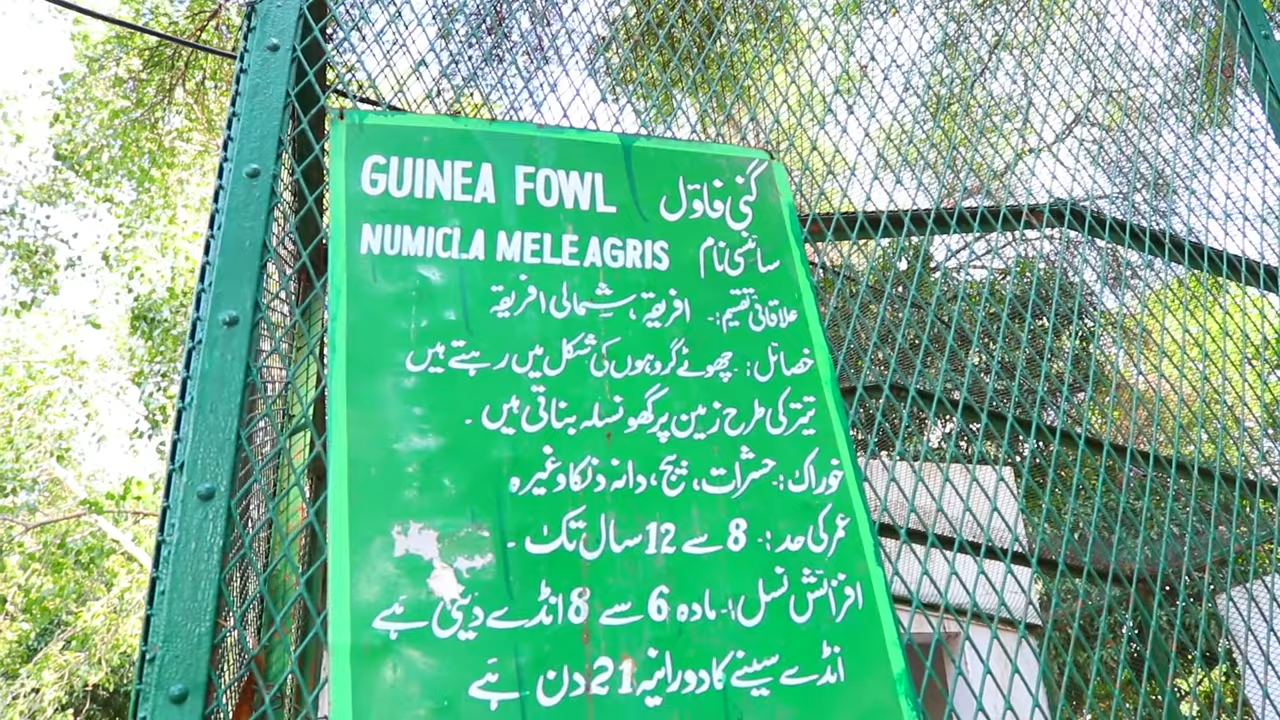 GUINEA FOWL گنی فاؤل
NUMICLA MELEAGRIS سائنسی نام
علاقائی تقسیم:- افریقہ، شمالی افریقہ
خصائل:- چھوٹے گروہوں کی شکل میں رہتے ہیں
تیتر کی طرح زمین پر گھونسلہ بناتی ہیں ۔
خوراک:- حشرات، بیج، دانہ دنکا وغیرہ
عمر کی حد:- 8 سے 12 سال تک ۔
افزائش نسل:- مادہ 6 سے 8 انڈے دیتی ہے
انڈے سینے کا دورانیہ 21 دن ہے